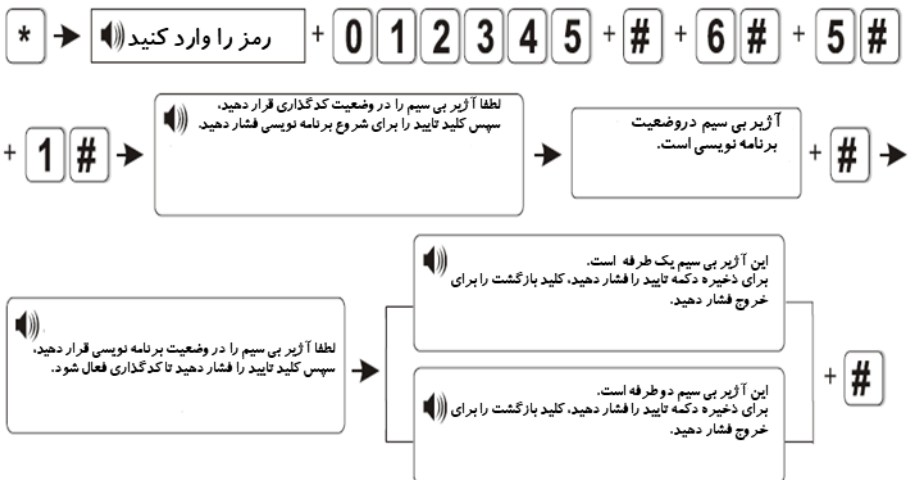 * رمز را وارد کنید + 0 1 2 3 4 5 + # + 6 # + 5 #
+ 1 #
لطفا آژیر بی سیم را در وضعیت کدگذاری قرار دهید،
سپس کلید تایید را برای شروع برنامه نویسی فشار دهید.
آژیر بی سیم دروضعیت
برنامه نویسی است.
+ #
لطفا آژیر بی سیم را در وضعیت برنامه نویسی قرار دهید،
سپس کلید تایید را فشار دهید تا کدگذاری فعال شود.
این آژیر بی سیم یک طرفه است.
برای ذخیره دکمه تایید را فشار دهید، کلید بازگشت را برای
خروج فشار دهید.
این آژیر بی سیم دوطرفه است.
برای ذخیره دکمه تایید را فشار دهید، کلید بازگشت را برای
خروج فشار دهید.
+ #